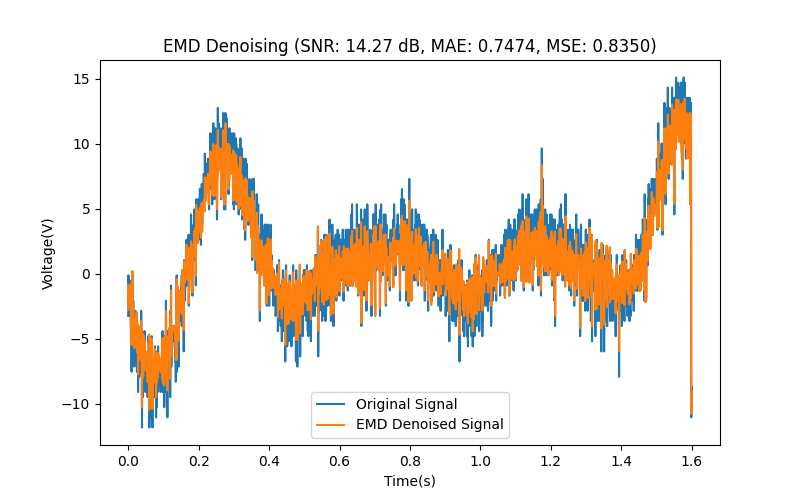 EMD Denoising (SNR: 14.27 dB, MAE: 0.7474, MSE: 0.8350)
15
10
5
0
−5
−10
Voltage(V)
Original Signal
EMD Denoised Signal
0.0 0.2 0.4 0.6 0.8 1.0 1.2 1.4 1.6
Time(s)